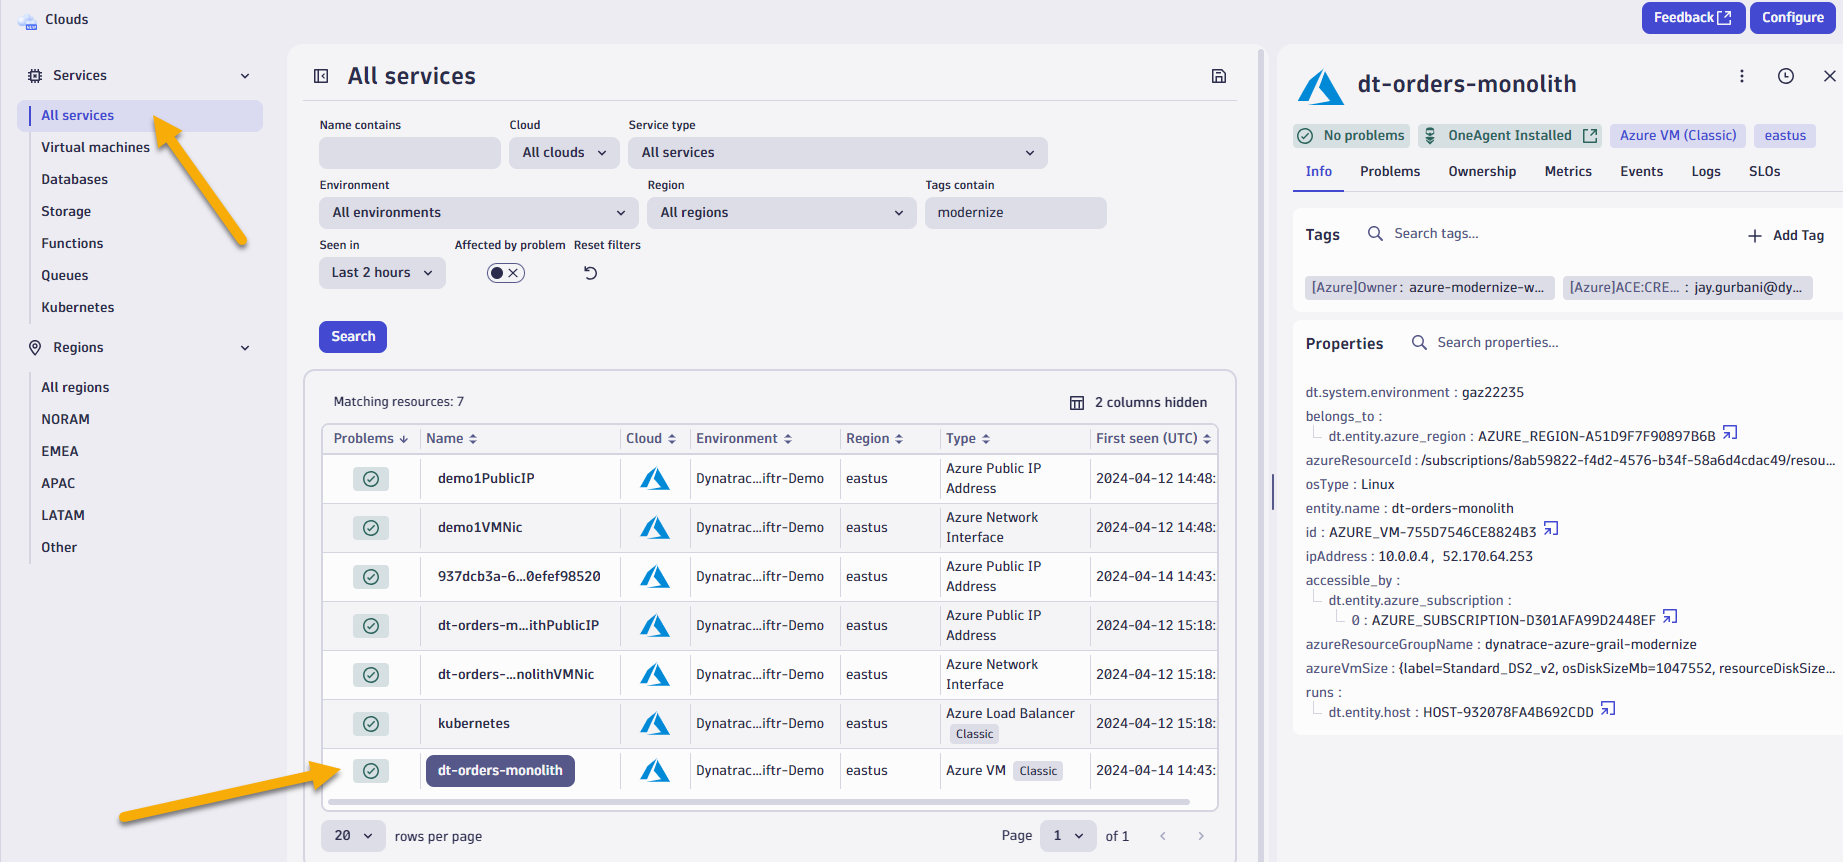 Clouds
Feedback
Configure
Services
All services
Virtual machines
Databases
Storage
Functions
Queues
Kubernetes
Regions
All regions
NORAM
EMEA
APAC
LATAM
Other
All services
Name contains
Cloud
Service type
All clouds
All services
Environment
Region
Tags contain
All environments
All regions
modernize
Seen in
Affected by problem
Reset filters
Last 2 hours
Search
Matching resources: 7
2 columns hidden
Problems
Name
Cloud
Environment
Region
Type
First seen (UTC)
demo1PublicIP Dynatrac...iftr-Demo eastus Azure Public IP Address 2024-04-12 14:48:
demo1VMNic Dynatrac...iftr-Demo eastus Azure Network Interface 2024-04-12 14:48:
937dcb3a-6...0efef98520 Dynatrac...iftr-Demo eastus Azure Public IP Address 2024-04-14 14:43:
dt-orders-m...ithPublicIP Dynatrac...iftr-Demo eastus Azure Public IP Address 2024-04-12 15:18:
dt-orders-...nolithVMNic Dynatrac...iftr-Demo eastus Azure Network Interface 2024-04-12 15:18:
kubernetes Dynatrac...iftr-Demo eastus Azure Load Balancer Classic 2024-04-12 15:18:
dt-orders-monolith Dynatrac...iftr-Demo eastus Azure VM Classic 2024-04-14 14:43:
20 rows per page
Page 1 of 1
dt-orders-monolith
No problems
OneAgent Installed
Azure VM (Classic)
eastus
Info
Problems
Ownership
Metrics
Events
Logs
SLOs
Tags
Search tags...
Add Tag
[Azure]Owner: azure-modernize-w...
[Azure]ACE:CRE... : jay.gurbani@dy...
Properties
Search properties...
dt.system.environment : gaz22235
belongs_to :
dt.entity.azure_region : AZURE_REGION-A51D9F7F90897B6B
azureResourceId : /subscriptions/8ab59822-f4d2-4576-b34f-58a6d4cdac49/resou...
osType : Linux
entity.name : dt-orders-monolith
id : AZURE_VM-755D7546CE8824B3
ipAddress : 10.0.0.4, 52.170.64.253
accessible_by :
dt.entity.azure_subscription :
0 : AZURE_SUBSCRIPTION-D301AFA99D2448EF
azureResourceGroupName : dynatrace-azure-grail-modernize
azureVmSize : {label=Standard_DS2_v2, osDiskSizeMb=1047552, resourceDiskSize...
runs :
dt.entity.host : HOST-932078FA4B692CDD